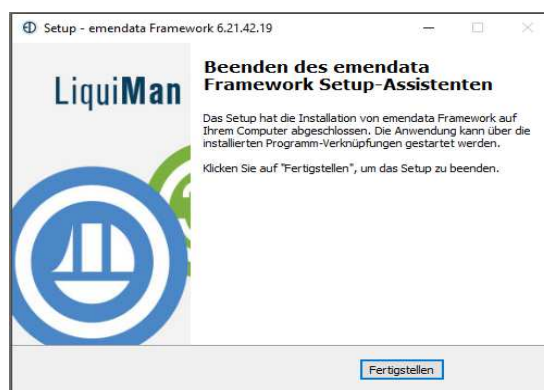 Setup - emendata Framework 6.21.42.19
LiquiMan
Beenden des emendata
Framework Setup-Assistenten
Das Setup hat die Installation von emendata Framework auf
Ihrem Computer abgeschlossen. Die Anwendung kann über die
installierten Programm-Verknüpfungen gestartet werden.
Klicken Sie auf "Fertigstellen", um das Setup zu beenden.
Fertigstellen